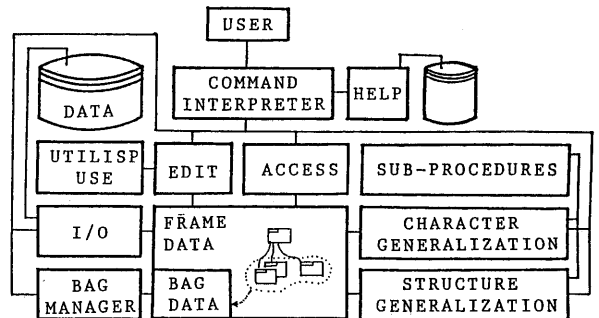 USER
COMMAND
INTERPRETER
HELP
DATA
UTILISP
USE
EDIT
ACCESS
SUB-PROCEDURES
I/O
FRAME
DATA
CHARACTER
GENERALIZATION
BAG
MANAGER
BAG
DATA
STRUCTURE
GENERALIZATION